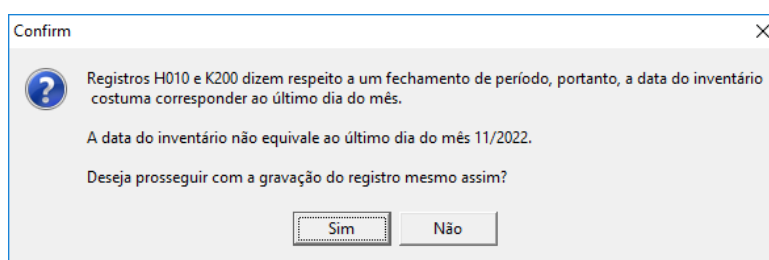 Confirm
Registros H010 e K200 dizem respeito a um fechamento de período, portanto, a data do inventário
costuma corresponder ao último dia do mês.
A data do inventário não equivale ao último dia do mês 11/2022.
Deseja prosseguir com a gravação do registro mesmo assim?
Sim
Não